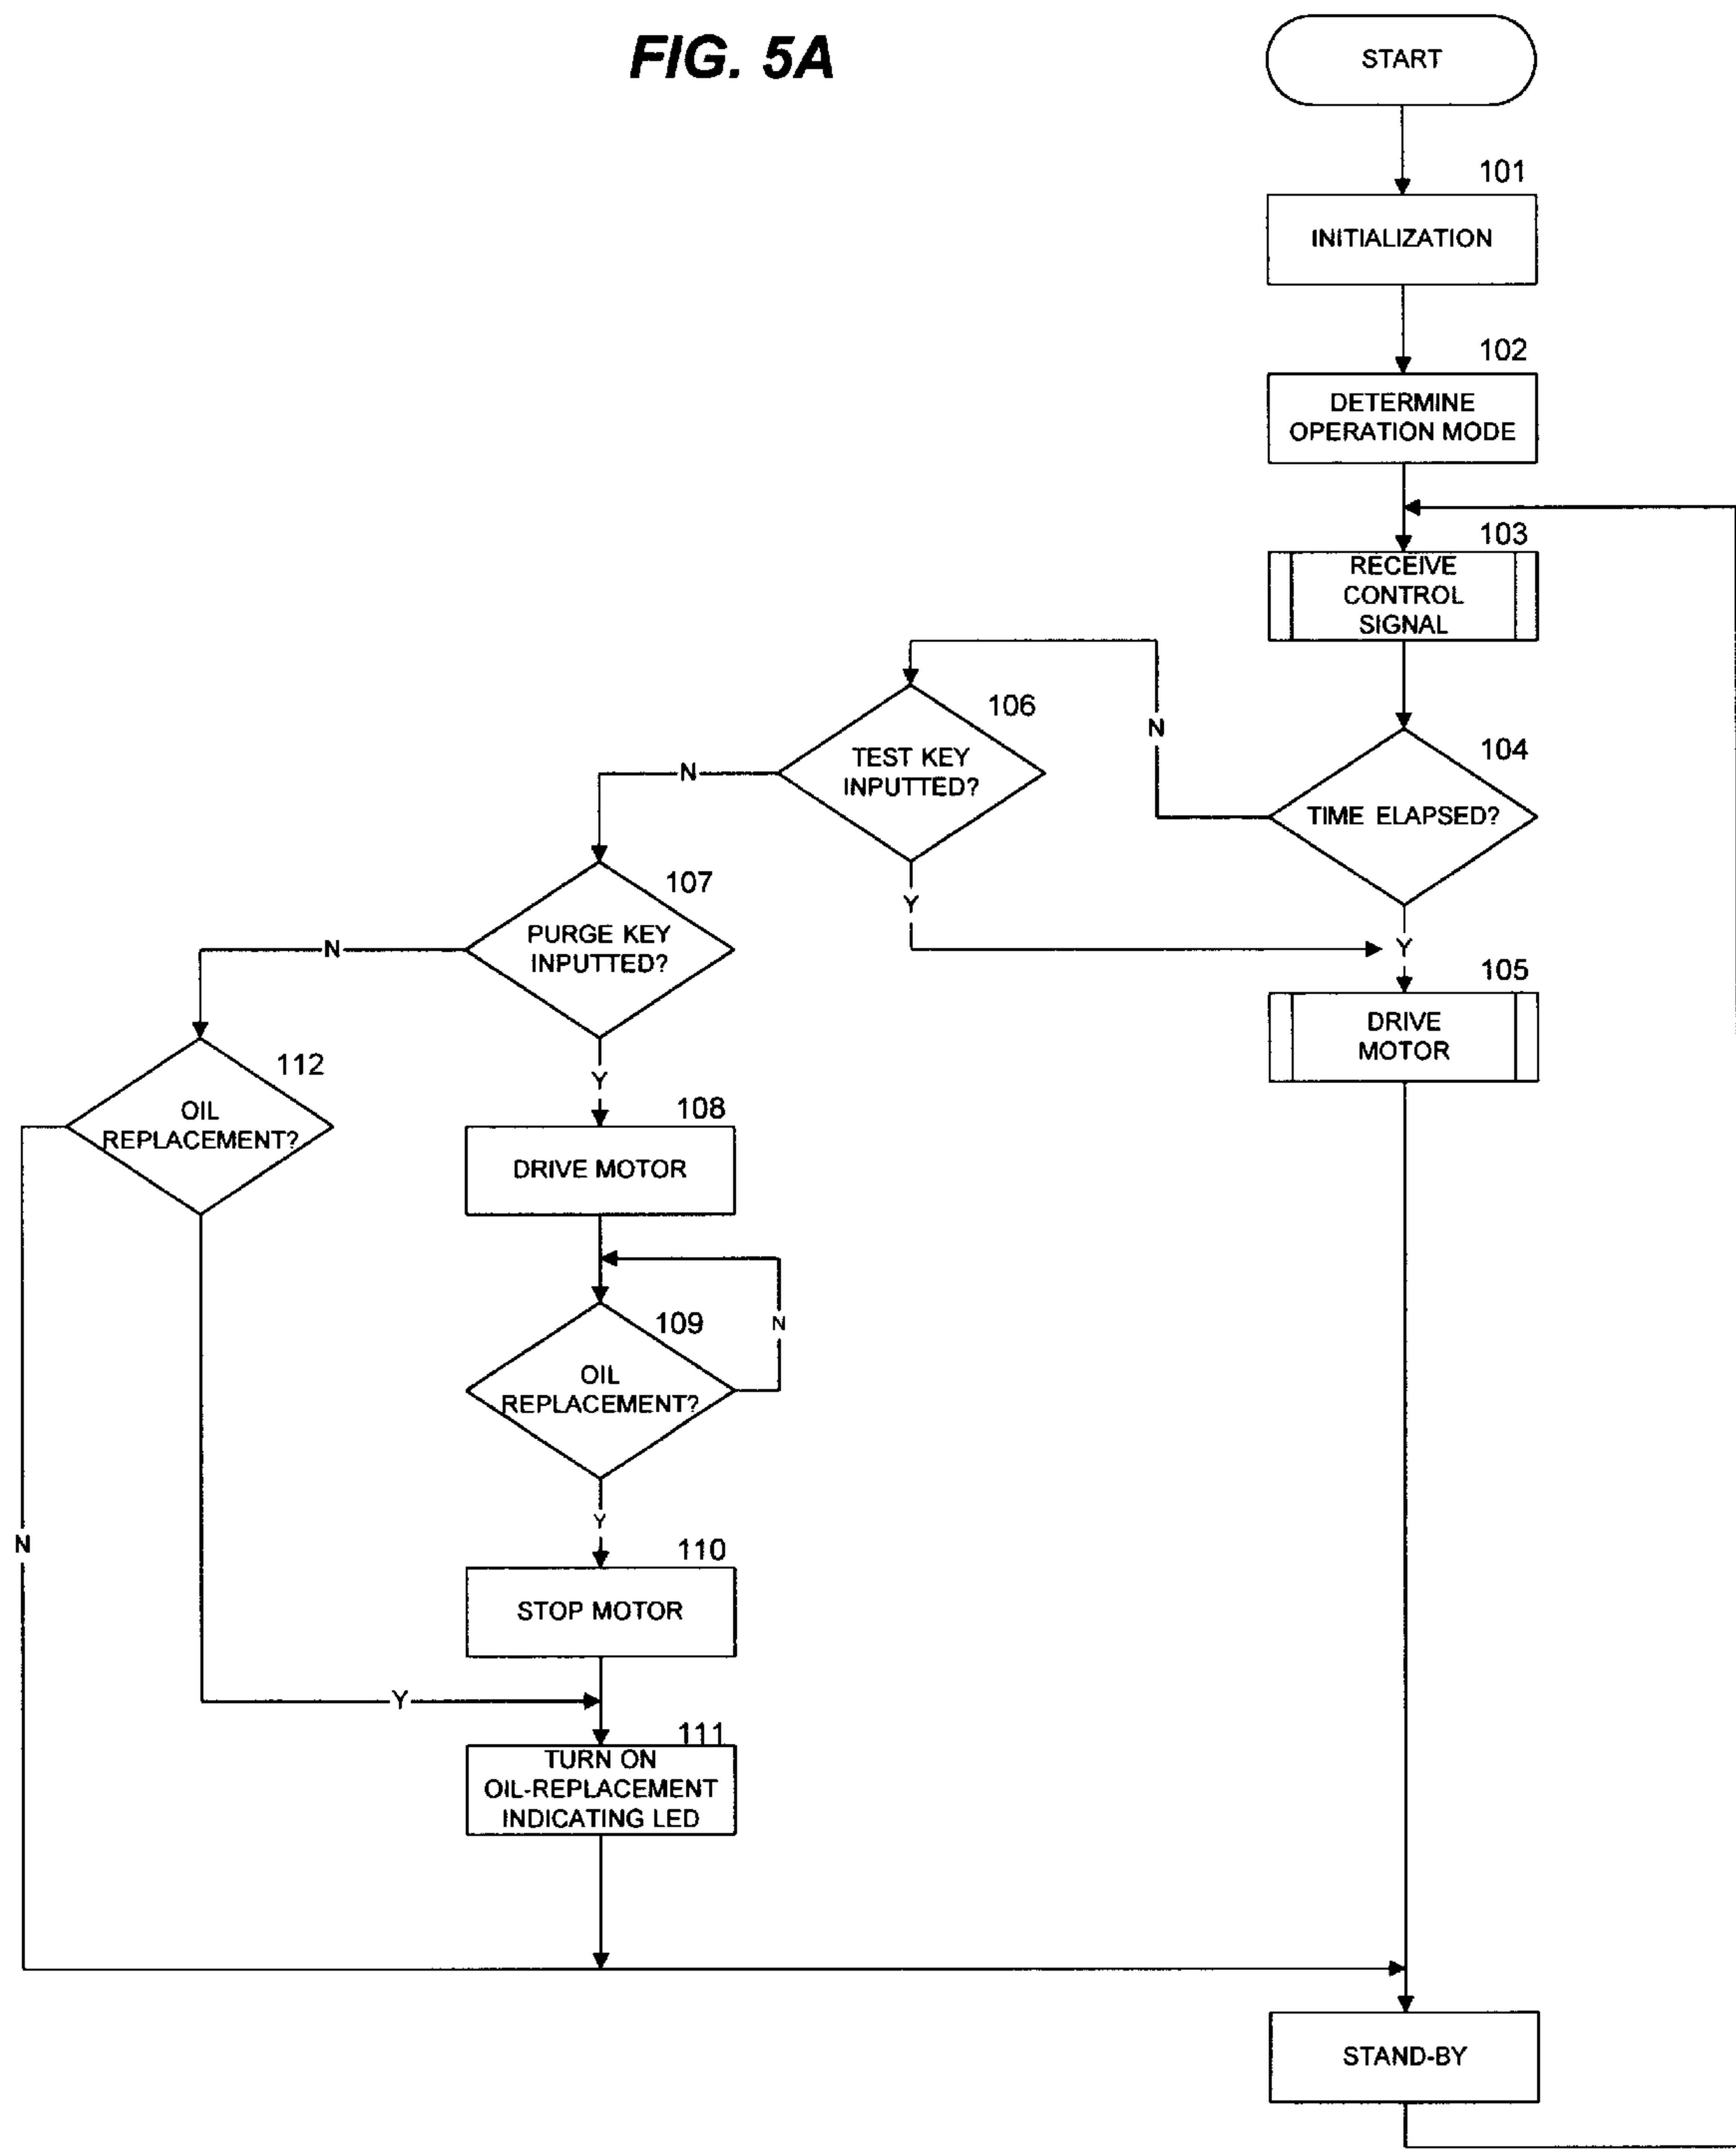 FIG. 5A
START
101
INITIALIZATION
102
DETERMINE
OPERATION MODE
103
RECEIVE
CONTROL
SIGNAL
104
TIME ELAPSED?
N
Y
105
DRIVE
MOTOR
106
TEST KEY
INPUTTED?
N
Y
107
PURGE KEY
INPUTTED?
N
Y
108
DRIVE MOTOR
109
OIL
REPLACEMENT?
N
Y
110
STOP MOTOR
111
TURN ON
OIL-REPLACEMENT
INDICATING LED
112
OIL
REPLACEMENT?
N
Y
STAND-BY